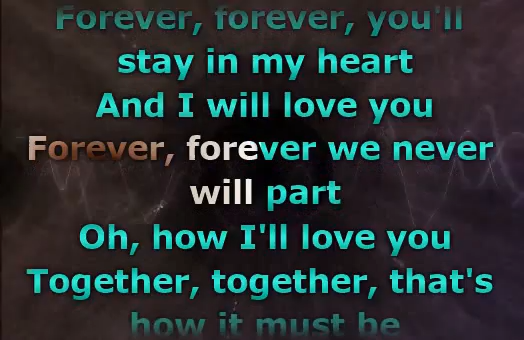 Forever, forever, you'll
stay in my heart
And I will love you
Forever, forever we never
will part
Oh, how I'll love you
Together, together, that's
how it must be